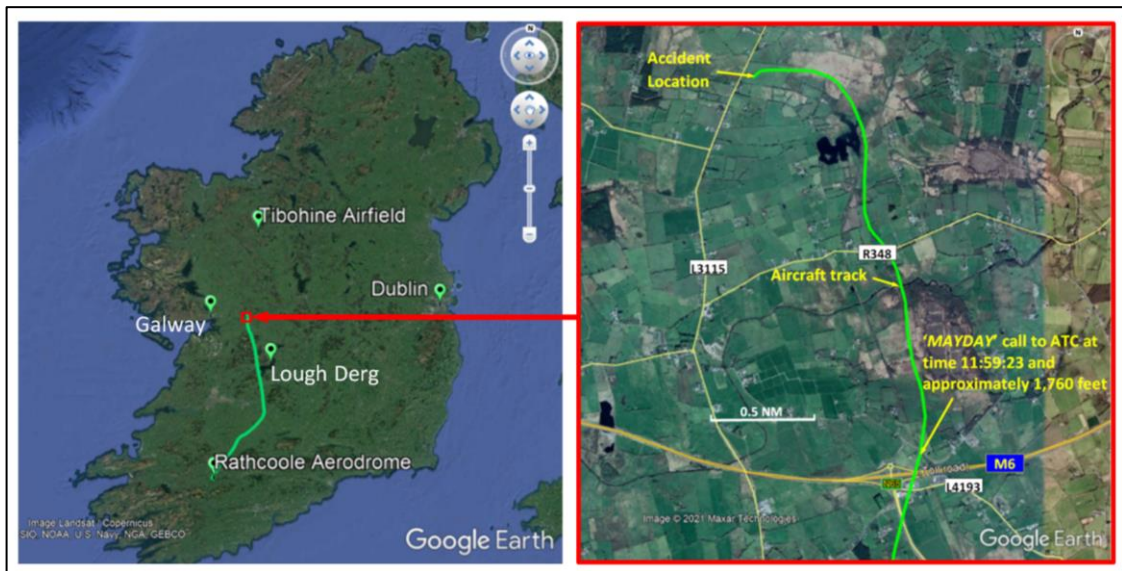 N
Tibohine Airfield
Dublin
Galway
Lough Derg
Rathcoole Aerodrome
Image Landsat / Copernicus
SIO, NOAA, U.S. Navy, NGA, GEBCO
Google Earth
N
Accident
Location
R348
L3115
Aircraft track
'MAYDAY' call to ATC at
time 11:59:23 and
approximately 1,760 feet
0.5 NM
M6
L4193
Image © 2021 Maxar Technologies
Google Earth